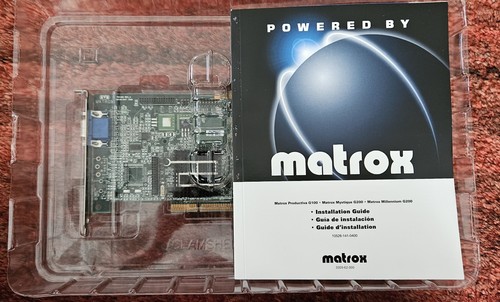 POWERED BY
matrox
Matrox Productiva G100 • Matrox Mystique G200 • Matrox Millennium G200
• Installation Guide
• Guía de instalación
• Guide d'installation
matrox
CLAMSHE